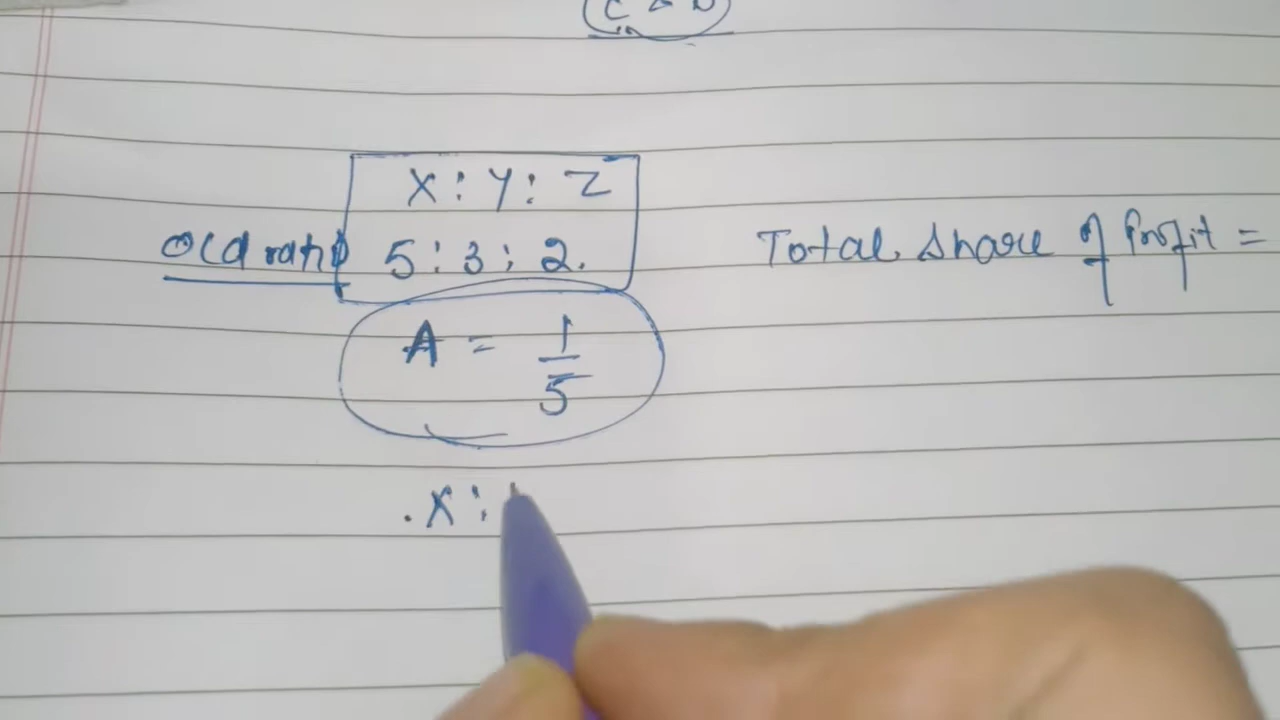 X : Y : Z
Old ratio 5 : 3 : 2.
Total Share of Profit =
A = 1/5
. X :